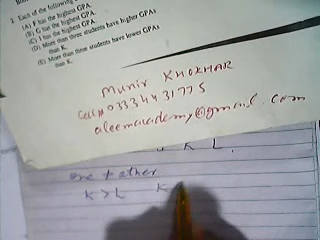 2. Each of the following
(A) F has the highest GPA.
(B) G has the highest GPA.
(C) J has the highest GPA.
(D) More than three students have higher GPAs
than K.
(E) More than three students have lower GPAs
than K.
Munir KHOKHAR
Cell# 03334431775
aleemacademy@gmail.com
K L
one + other
K > L K